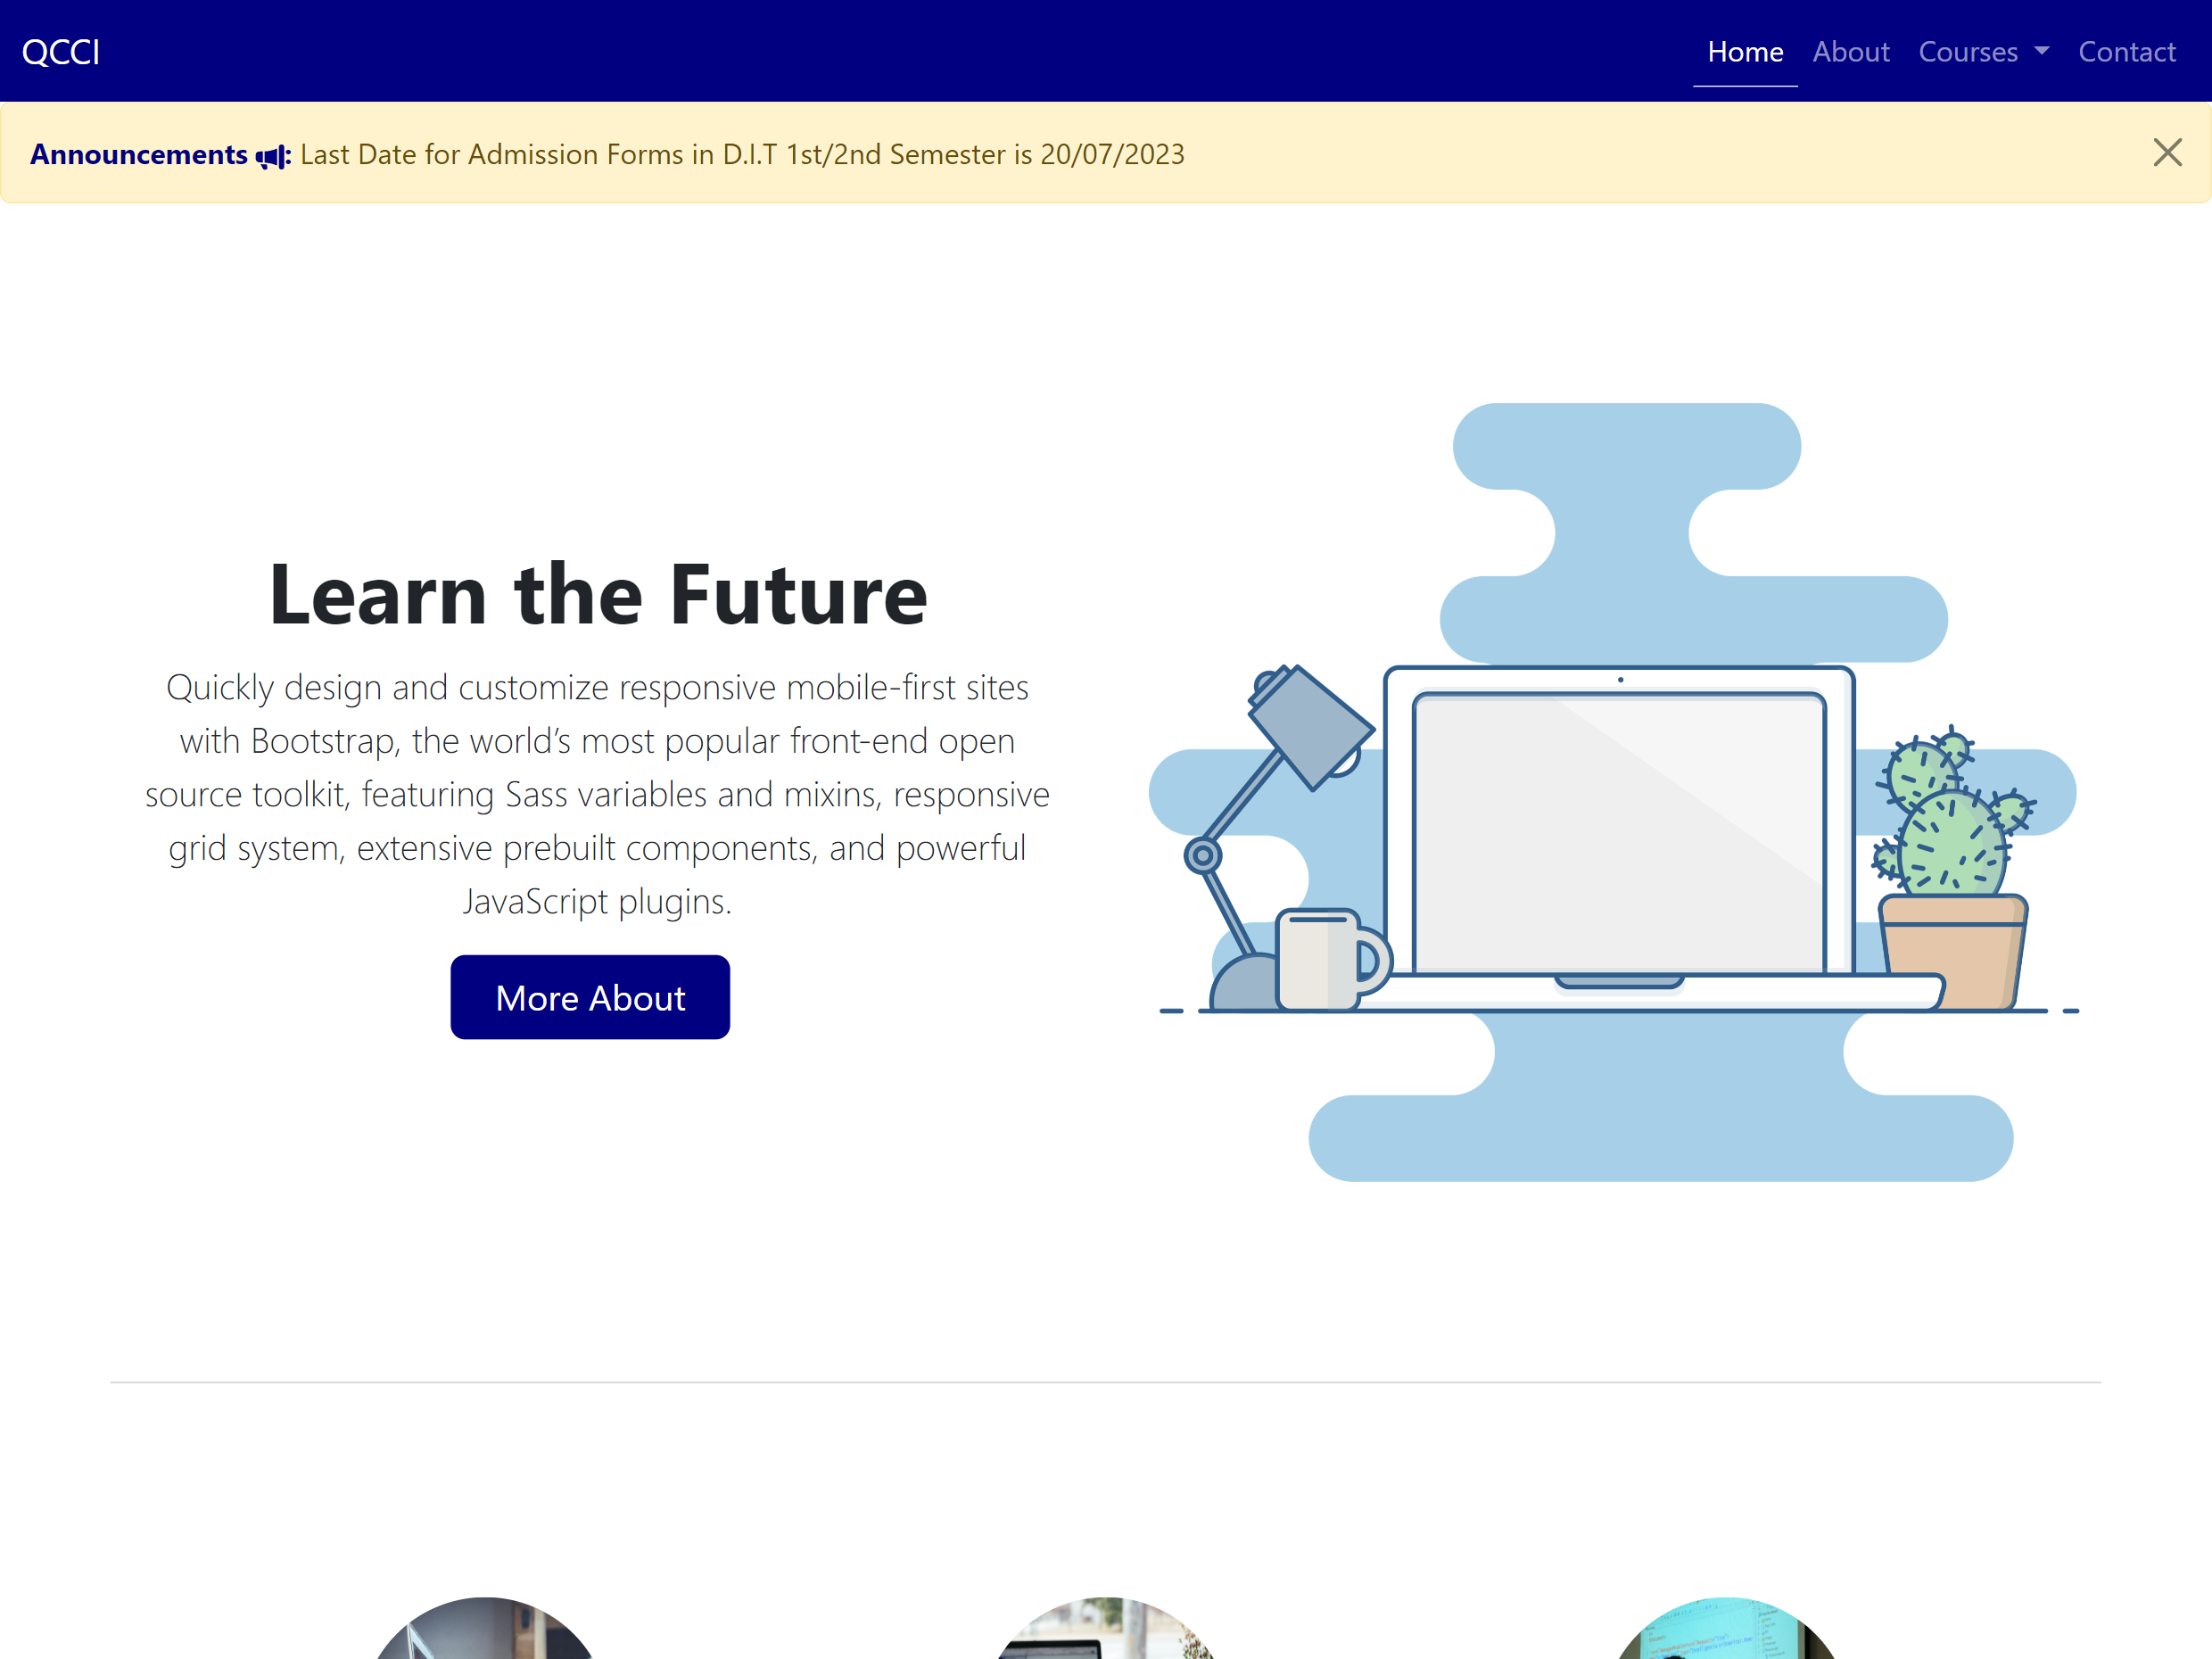 QCCI
Home About Courses Contact
Announcements : Last Date for Admission Forms in D.I.T 1st/2nd Semester is 20/07/2023
Learn the Future
Quickly design and customize responsive mobile-first sites
with Bootstrap, the world’s most popular front-end open
source toolkit, featuring Sass variables and mixins, responsive
grid system, extensive prebuilt components, and powerful
JavaScript plugins.
More About